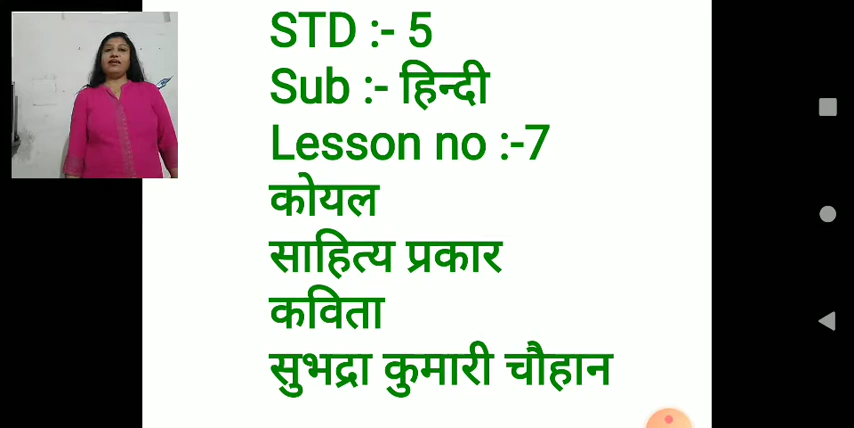 STD :- 5
Sub :- हिन्दी
Lesson no :-7
कोयल
साहित्य प्रकार
कविता
सुभद्रा कुमारी चौहान